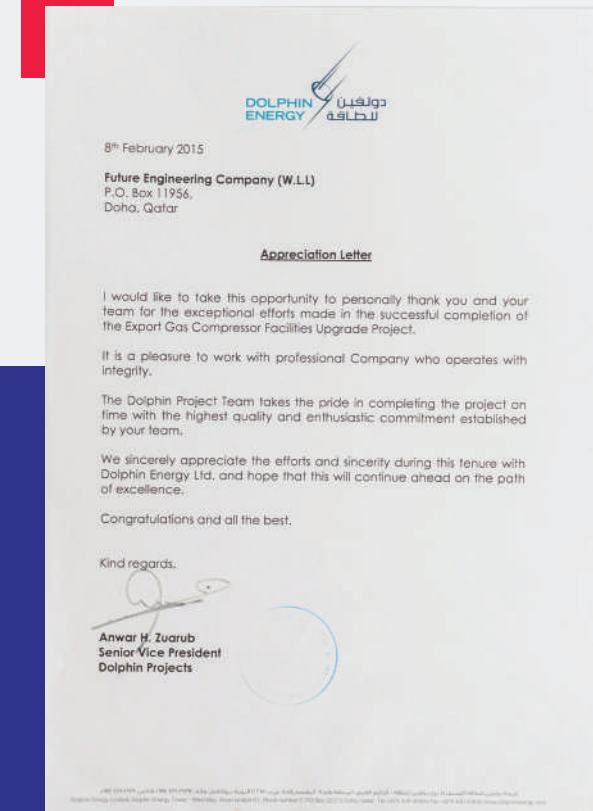 DOLPHIN دولفين
ENERGY للطاقة
8th February 2015
Future Engineering Company (W.L.L)
P.O. Box 11956,
Doha, Qatar
Appreciation Letter
I would like to take this opportunity to personally thank you and your
team for the exceptional efforts made in the successful completion of
the Export Gas Compressor Facilities Upgrade Project.
It is a pleasure to work with professional Company who operates with
integrity.
The Dolphin Project Team takes the pride in completing the project on
time with the highest quality and enthusiastic commitment established
by your team.
We sincerely appreciate the efforts and sincerity during this tenure with
Dolphin Energy Ltd. and hope that this will continue ahead on the path
of excellence.
Congratulations and all the best.
Kind regards,
Anwar H. Zuarub
Senior Vice President
Dolphin Projects